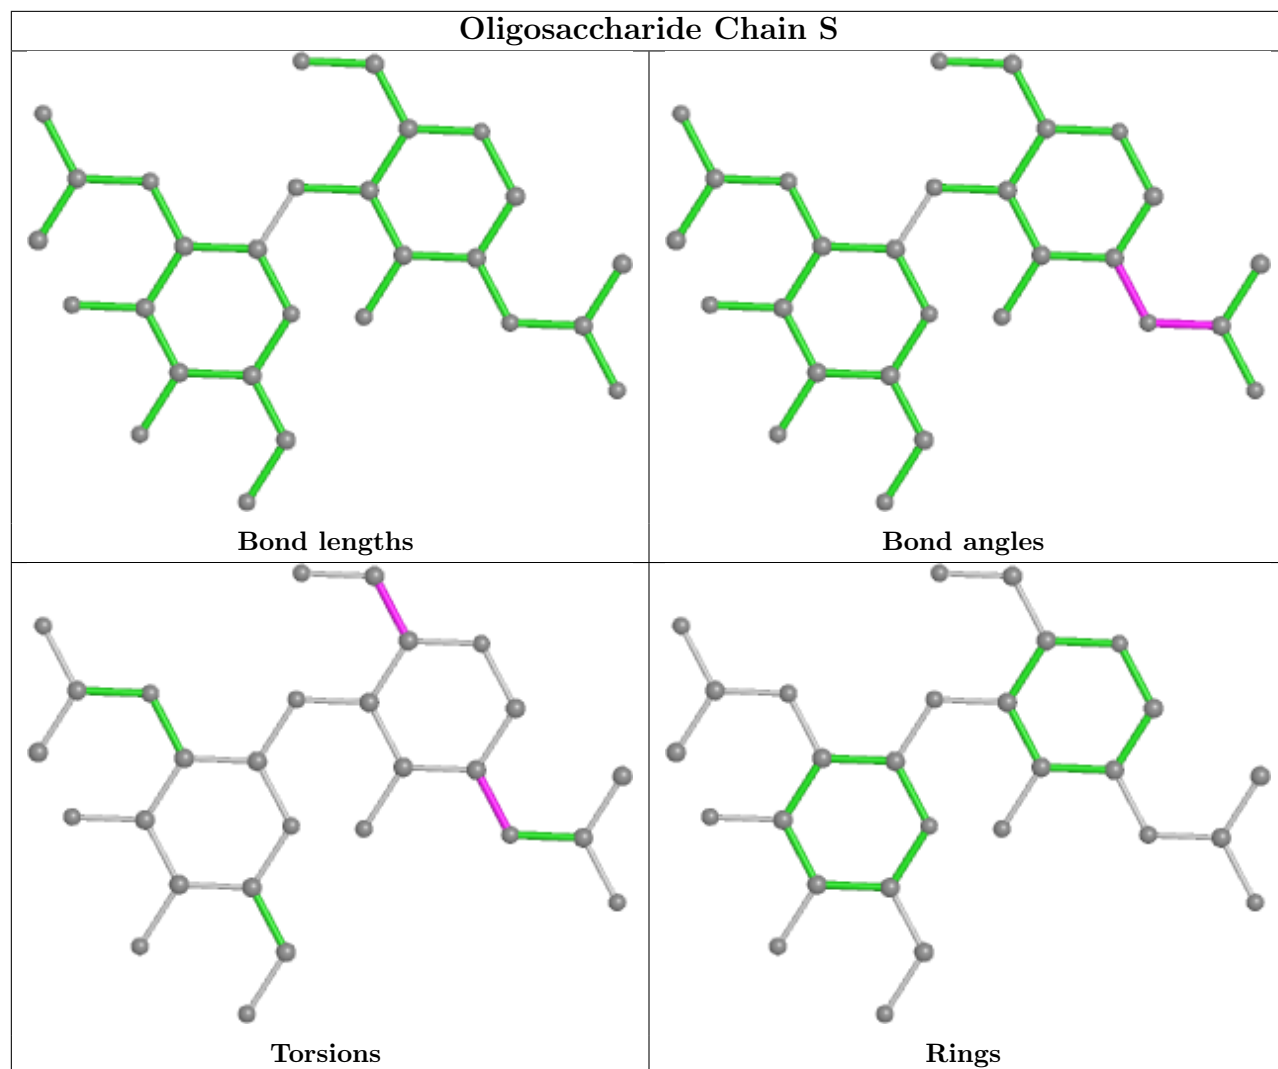 Oligosaccharide Chain S
Bond lengths
Bond angles
Torsions
Rings